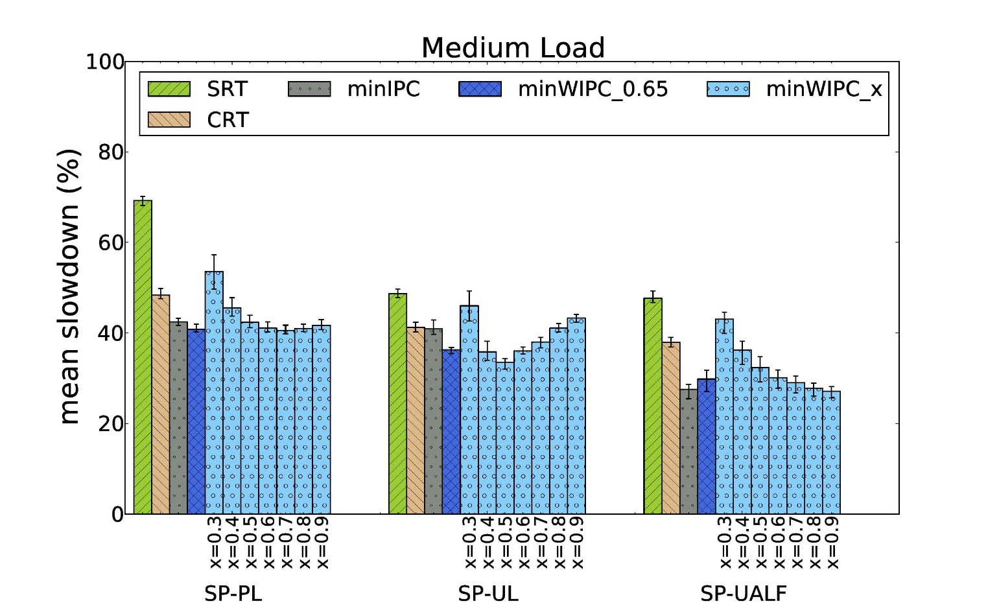 Medium Load
mean slowdown (%)
100
80
60
40
20
0
SRT minIPC minWIPC_0.65 minWIPC_x
CRT
x=0.3 x=0.4 x=0.5 x=0.6 x=0.7 x=0.8 x=0.9 x=0.3 x=0.4 x=0.5 x=0.6 x=0.7 x=0.8 x=0.9 x=0.3 x=0.4 x=0.5 x=0.6 x=0.7 x=0.8 x=0.9
SP-PL SP-UL SP-UALF